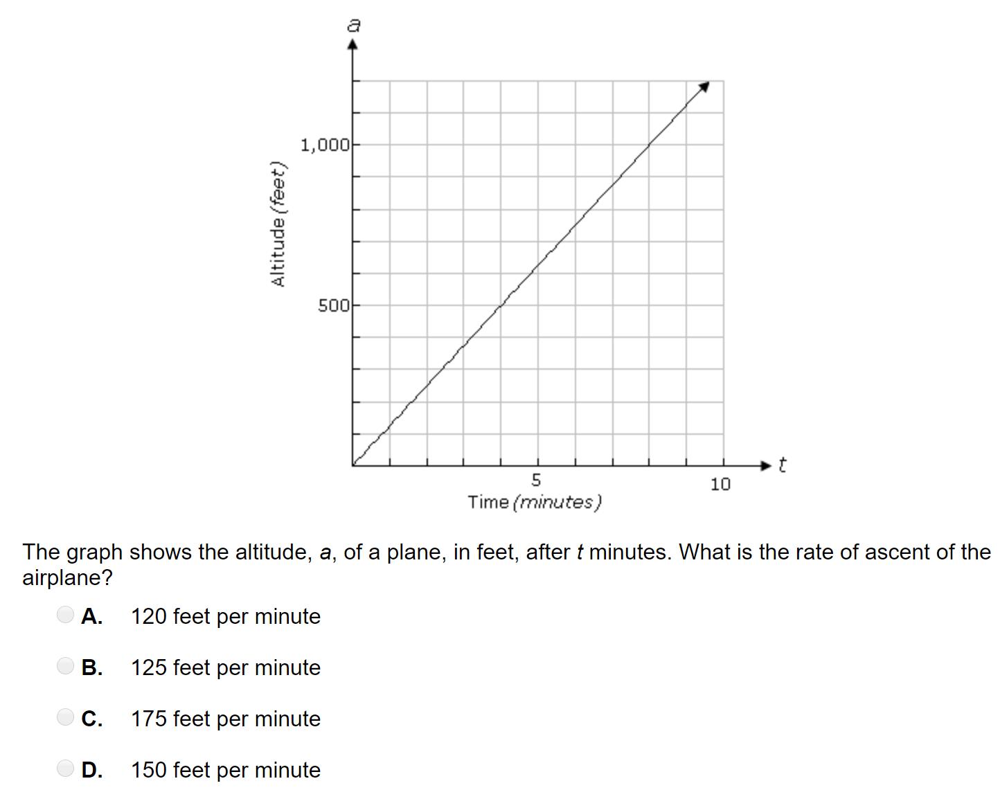 a
1,000
Altitude (feet)
500
t
5
10
Time (minutes)
The graph shows the altitude, a, of a plane, in feet, after t minutes. What is the rate of ascent of the
airplane?
A. 120 feet per minute
B. 125 feet per minute
C. 175 feet per minute
D. 150 feet per minute